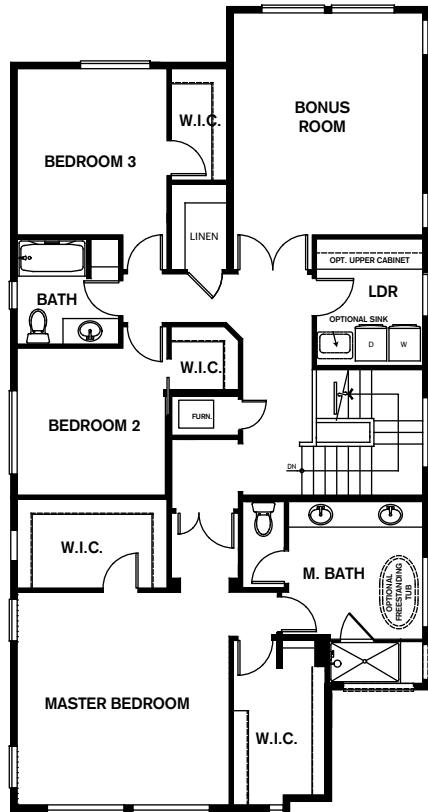 BONUS
ROOM
W.I.C.
BEDROOM 3
LINEN
OPT. UPPER CABINET
LDR
BATH
OPTIONAL SINK
D
W
W.I.C.
FURN.
BEDROOM 2
DN
W.I.C.
M. BATH
OPTIONAL
FREESTANDING
TUB
MASTER BEDROOM
W.I.C.